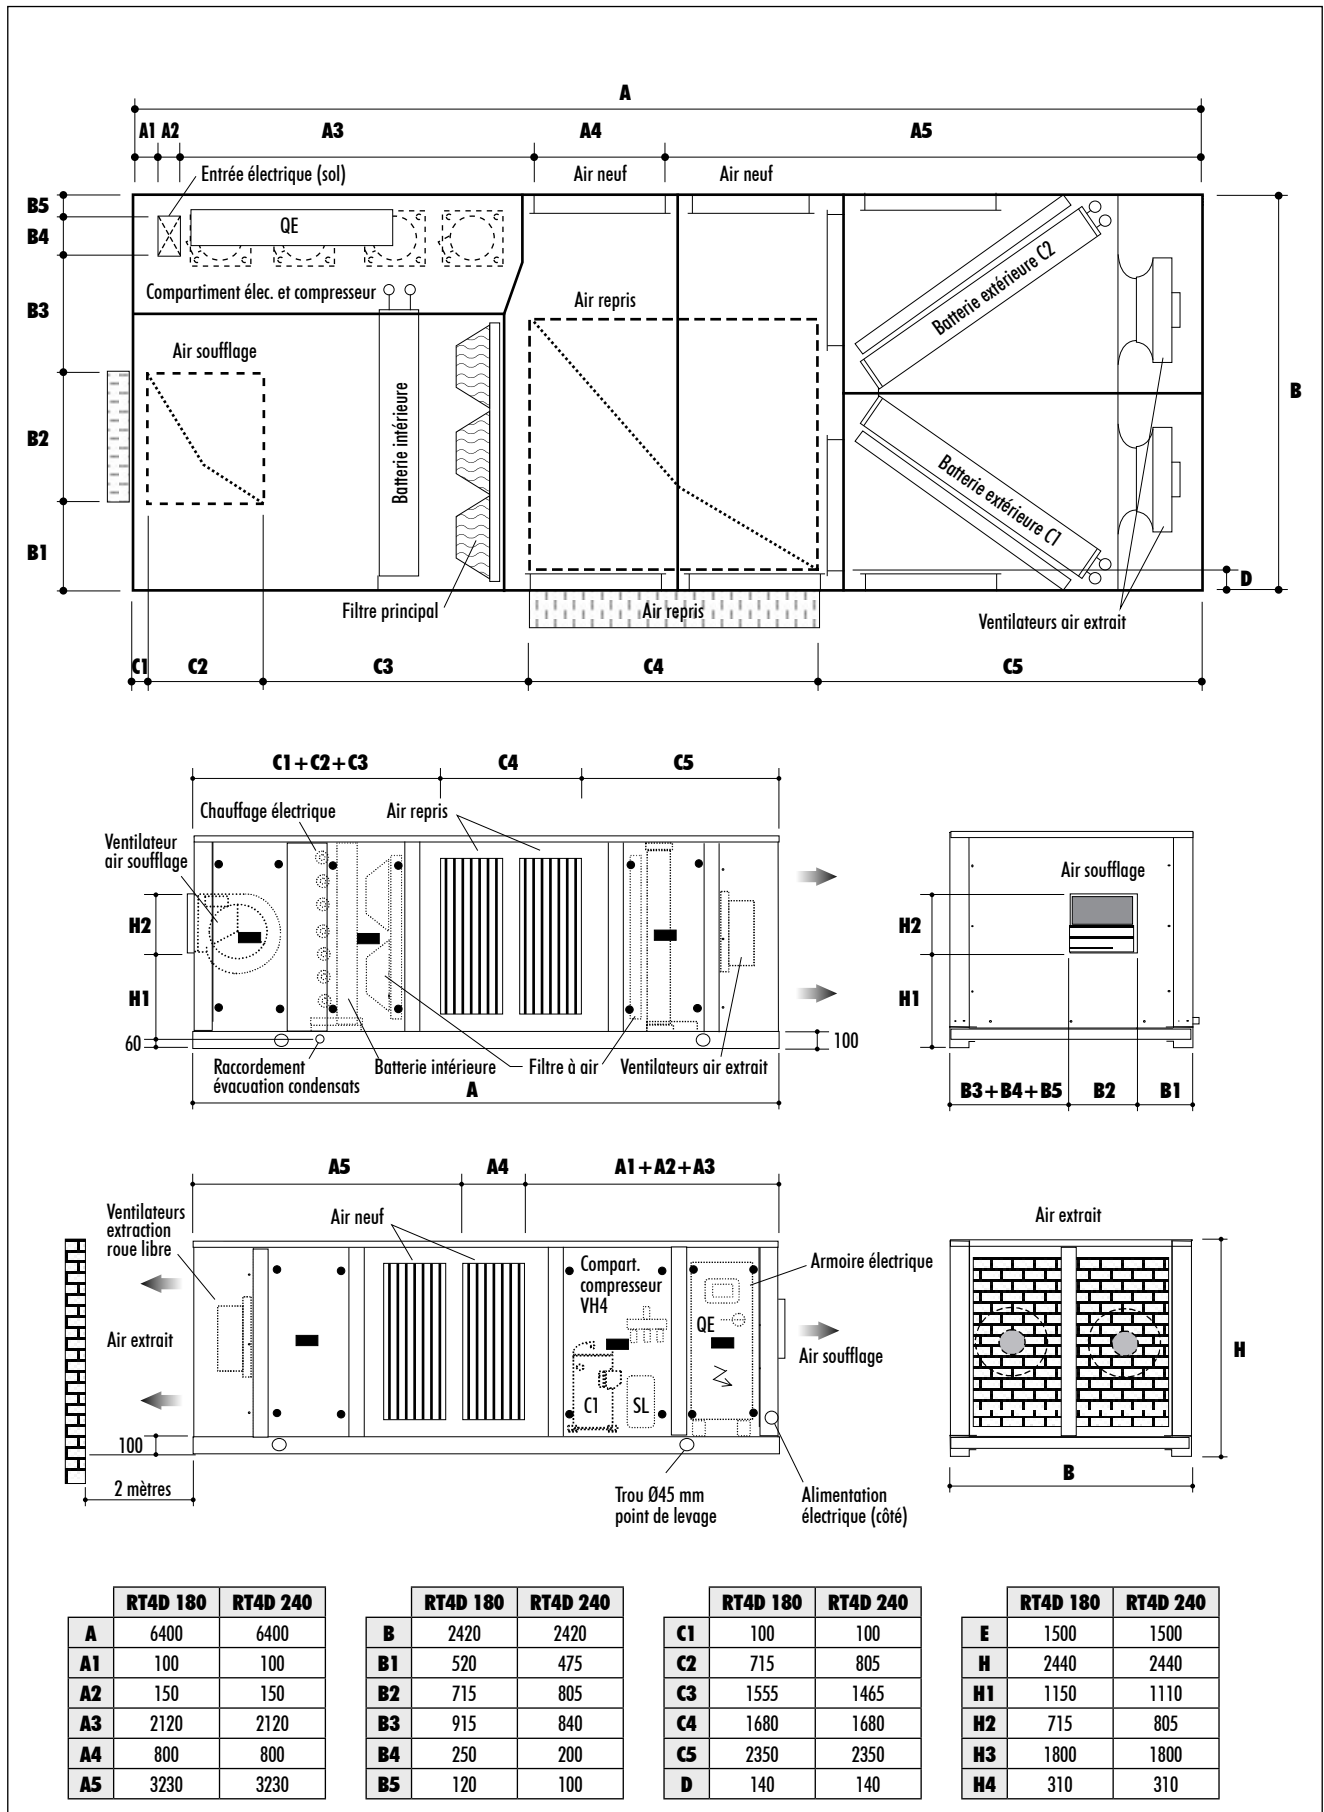 A
A1 A2 A3 A4 A5
Entrée électrique (sol)
Air neuf
Air neuf
B5
B4
QE
B3
Compartiment élec. et compresseur
Air repris
Batterie extérieure C2
Air soufflage
Batterie intérieure
B
B2
Batterie extérieure C1
B1
D
Filtre principal
Air repris
Ventilateurs air extrait
C1 C2 C3 C4 C5
C1+C2+C3 C4 C5
Chauffage électrique
Air repris
Ventilateur
air soufflage
Air soufflage
H2
H2
H1
H1
60
100
Raccordement
évacuation condensats
Batterie intérieure
Filtre à air
Ventilateurs air extrait
A
B3+B4+B5 B2 B1
A5 A4 A1+A2+A3
Ventilateurs
extraction
roue libre
Air neuf
Air extrait
Compart.
compresseur
VH4
Armoire électrique
QE
Air extrait
Air soufflage
H
C1
SL
100
B
2 mètres
Trou Ø45 mm
point de levage
Alimentation
électrique (côté)
RT4D 180 RT4D 240
A 6400 6400
A1 100 100
A2 150 150
A3 2120 2120
A4 800 800
A5 3230 3230
RT4D 180 RT4D 240
B 2420 2420
B1 520 475
B2 715 805
B3 915 840
B4 250 200
B5 120 100
RT4D 180 RT4D 240
C1 100 100
C2 715 805
C3 1555 1465
C4 1680 1680
C5 2350 2350
D 140 140
RT4D 180 RT4D 240
E 1500 1500
H 2440 2440
H1 1150 1110
H2 715 805
H3 1800 1800
H4 310 310